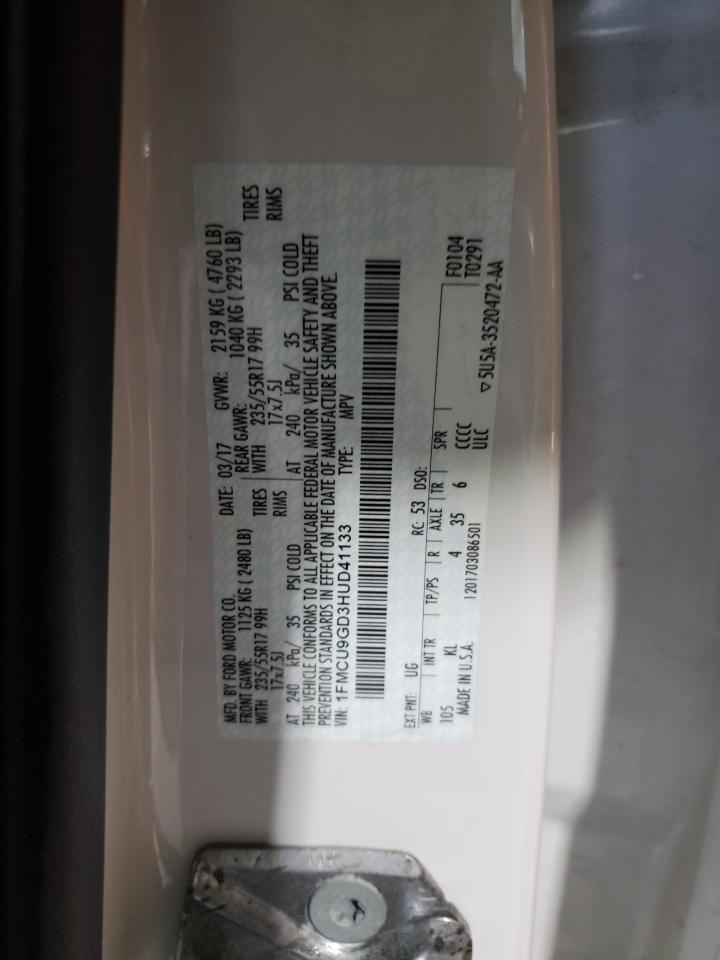 MFD. BY FORD MOTOR CO. DATE: 03/17 GVWR: 2159 KG ( 4760 LB)
FRONT GAWR: 1125 KG ( 2480 LB) REAR GAWR: 1040 KG ( 2293 LB)
WITH 235/55R17 99H TIRES WITH 235/55R17 99H TIRES
17x7.5J RIMS 17x7.5J RIMS
AT 240 kPa/ 35 PSI COLD AT 240 kPa/ 35 PSI COLD
THIS VEHICLE CONFORMS TO ALL APPLICABLE FEDERAL MOTOR VEHICLE SAFETY AND THEFT
PREVENTION STANDARDS IN EFFECT ON THE DATE OF MANUFACTURE SHOWN ABOVE.
VIN: 1FMCU9GD3HUD41133 TYPE: MPV
EXT PNT: UG RC: 53 DSO:
WB INT TR TP/PS R AXLE TR SPR F0104
T0291
105 KL 4 35 6 CCCC
ULC
MADE IN U.S.A. 1201703086501 ▽5U5A-3520472-AA